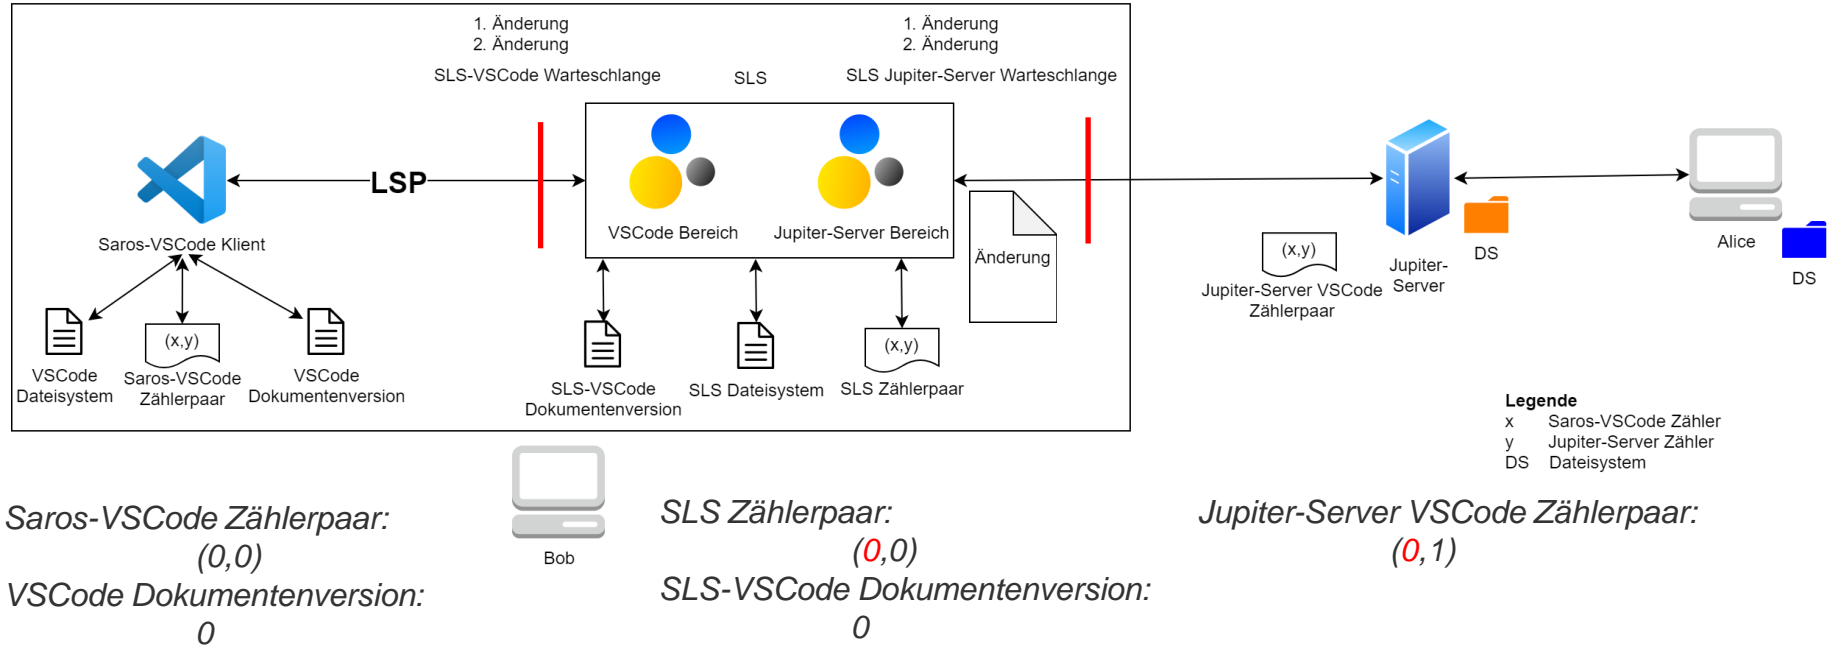 1. Änderung
2. Änderung
SLS-VSCode Warteschlange
SLS
1. Änderung
2. Änderung
SLS Jupiter-Server Warteschlange
LSP
Saros-VSCode Klient
VSCode Bereich
Jupiter-Server Bereich
Änderung
(x,y)
Jupiter-Server VSCode
Zählerpaar
Jupiter-
Server
DS
Alice
DS
VSCode
Dateisystem
(x,y)
Saros-VSCode
Zählerpaar
VSCode
Dokumentenversion
SLS-VSCode
Dokumentenversion
SLS Dateisystem
(x,y)
SLS Zählerpaar
Legende
x Saros-VSCode Zähler
y Jupiter-Server Zähler
DS Dateisystem
Bob
Saros-VSCode Zählerpaar:
(0,0)
VSCode Dokumentenversion:
0
SLS Zählerpaar:
(0,0)
SLS-VSCode Dokumentenversion:
0
Jupiter-Server VSCode Zählerpaar:
(0,1)